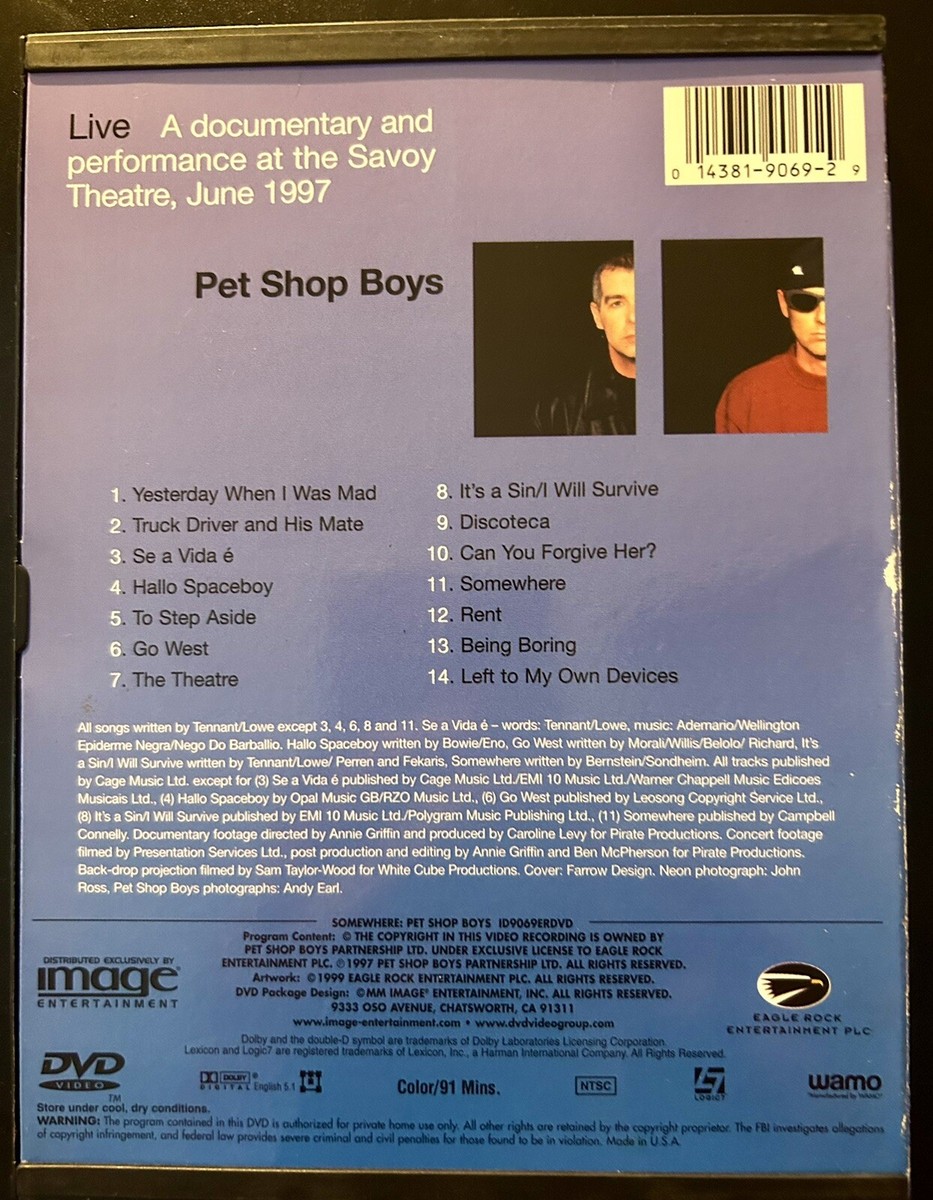 Live A documentary and
performance at the Savoy
Theatre, June 1997
0 14381-9069-2 9
Pet Shop Boys
1. Yesterday When I Was Mad
2. Truck Driver and His Mate
3. Se a Vida é
4. Hallo Spaceboy
5. To Step Aside
6. Go West
7. The Theatre
8. It's a Sin/I Will Survive
9. Discoteca
10. Can You Forgive Her?
11. Somewhere
12. Rent
13. Being Boring
14. Left to My Own Devices
All songs written by Tennant/Lowe except 3, 4, 6, 8 and 11. Se a Vida é – words: Tennant/Lowe, music: Ademario/Wellington
Epiderme Negra/Nego Do Barballio. Hallo Spaceboy written by Bowie/Eno, Go West written by Morali/Willis/Belolo/ Richard, It's
a Sin/I Will Survive written by Tennant/Lowe/ Perren and Fekaris, Somewhere written by Bernstein/Sondheim. All tracks published
by Cage Music Ltd. except for (3) Se a Vida é published by Cage Music Ltd./EMI 10 Music Ltd./Warner Chappell Music Edicoes
Musicais Ltd., (4) Hallo Spaceboy by Opal Music GB/RZO Music Ltd., (6) Go West published by Leosong Copyright Service Ltd.,
(8) It's a Sin/I Will Survive published by EMI 10 Music Ltd./Polygram Music Publishing Ltd., (11) Somewhere published by Campbell
Connelly. Documentary footage directed by Annie Griffin and produced by Caroline Levy for Pirate Productions. Concert footage
filmed by Presentation Services Ltd., post production and editing by Annie Griffin and Ben McPherson for Pirate Productions.
Back-drop projection filmed by Sam Taylor-Wood for White Cube Productions. Cover: Farrow Design. Neon photograph: John
Ross, Pet Shop Boys photographs: Andy Earl.
SOMEWHERE: PET SHOP BOYS ID9069ERDVD
Program Content: © THE COPYRIGHT IN THIS VIDEO RECORDING IS OWNED BY
PET SHOP BOYS PARTNERSHIP LTD. UNDER EXCLUSIVE LICENSE TO EAGLE ROCK
ENTERTAINMENT PLC. ℗1997 PET SHOP BOYS PARTNERSHIP LTD. ALL RIGHTS RESERVED.
Artwork: ©1999 EAGLE ROCK ENTERTAINMENT PLC. ALL RIGHTS RESERVED.
DVD Package Design: ©MM IMAGE® ENTERTAINMENT, INC. ALL RIGHTS RESERVED.
9333 OSO AVENUE, CHATSWORTH, CA 91311
www.image-entertainment.com • www.dvdvideogroup.com
DISTRIBUTED EXCLUSIVELY BY
image®
ENTERTAINMENT
EAGLE ROCK
ENTERTAINMENT PLC
Dolby and the double-D symbol are trademarks of Dolby Laboratories Licensing Corporation.
Lexicon and Logic7 are registered trademarks of Lexicon, Inc., a Harman International Company. All Rights Reserved.
DVD
VIDEO
TM
DOLBY ®
DIGITAL English 5.1
Color/91 Mins.
NTSC
L7
LOGIC7
wamo
Manufactured by WAMO™
Store under cool, dry conditions.
WARNING: The program contained in this DVD is authorized for private home use only. All other rights are retained by the copyright proprietor. The FBI investigates allegations
of copyright infringement, and federal law provides severe criminal and civil penalties for those found to be in violation. Made in U.S.A.